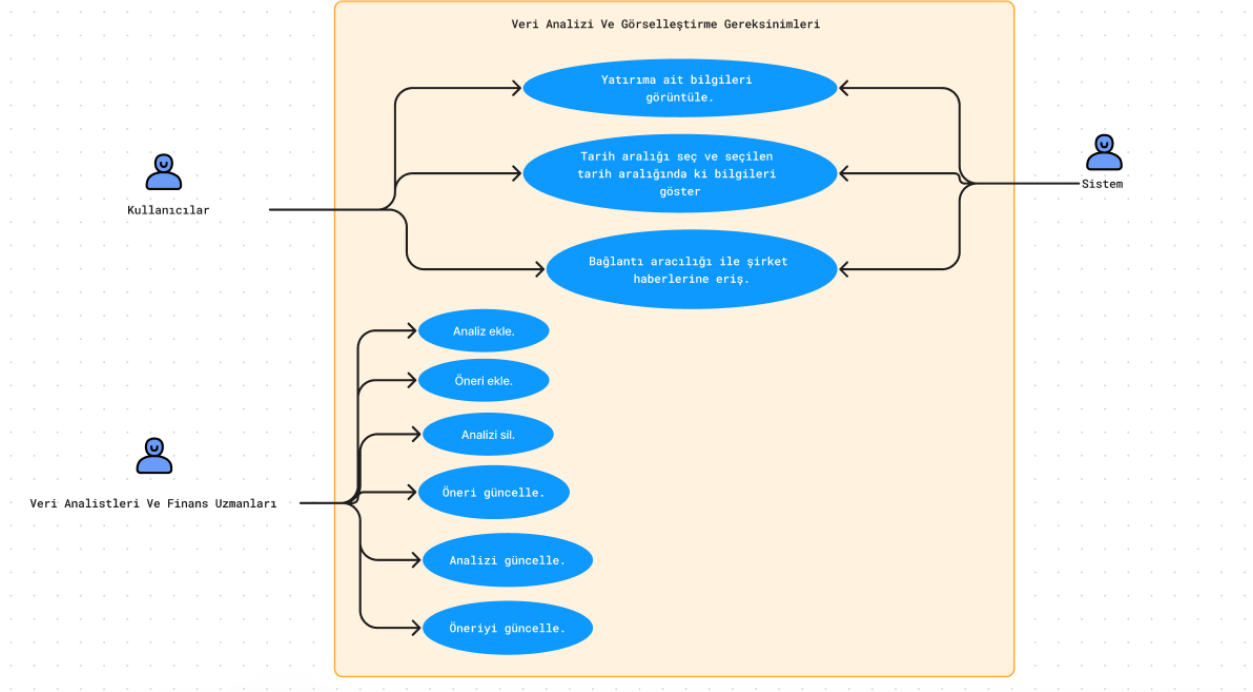 Veri Analizi Ve Görselleştirme Gereksinimleri
Yatırıma ait bilgileri
görüntüle.
Tarih aralığı seç ve seçilen
tarih aralığında ki bilgileri
göster
Kullanıcılar
Sistem
Bağlantı aracılığı ile şirket
haberlerine eriş.
Analiz ekle.
Öneri ekle.
Analizi sil.
Öneri güncelle.
Veri Analistleri Ve Finans Uzmanları
Analizi güncelle.
Öneriyi güncelle.